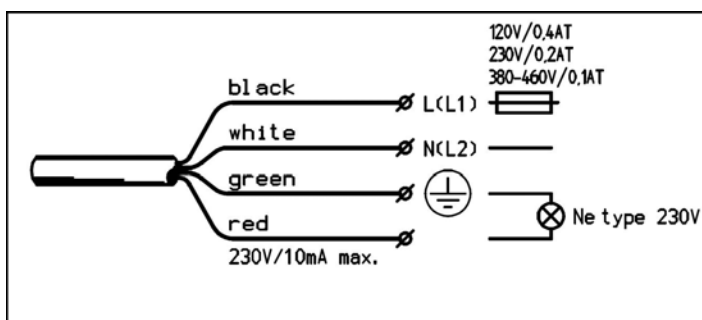 120V/0,4AT
230V/0,2AT
380-460V/0,1AT
black
L(L1)
white
N(L2)
green
red
Ne type 230V
230V/10mA max.